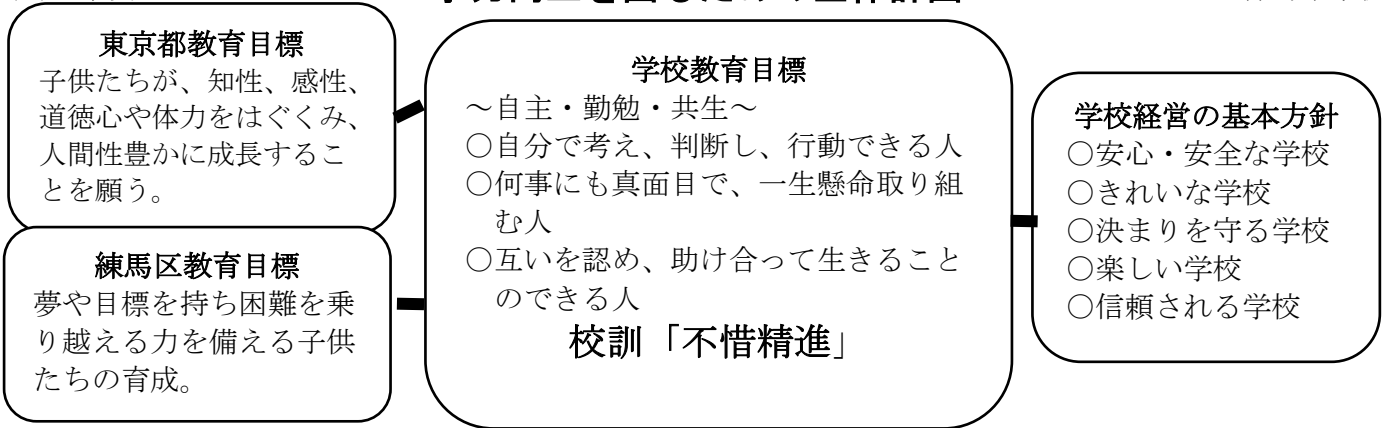 東京都教育目標
子供たちが、知性、感性、
道徳心や体力をはぐくみ、
人間性豊かに成長するこ
とを願う。
練馬区教育目標
夢や目標を持ち困難を乗
り越える力を備える子供
たちの育成。
学校教育目標
~自主・勤勉・共生~
○自分で考え、判断し、行動できる人
○何事にも真面目で、一生懸命取り組
む人
○互いを認め、助け合って生きること
のできる人
校訓「不惜精進」
学校経営の基本方針
○安心・安全な学校
○きれいな学校
○決まりを守る学校
○楽しい学校
○信頼される学校